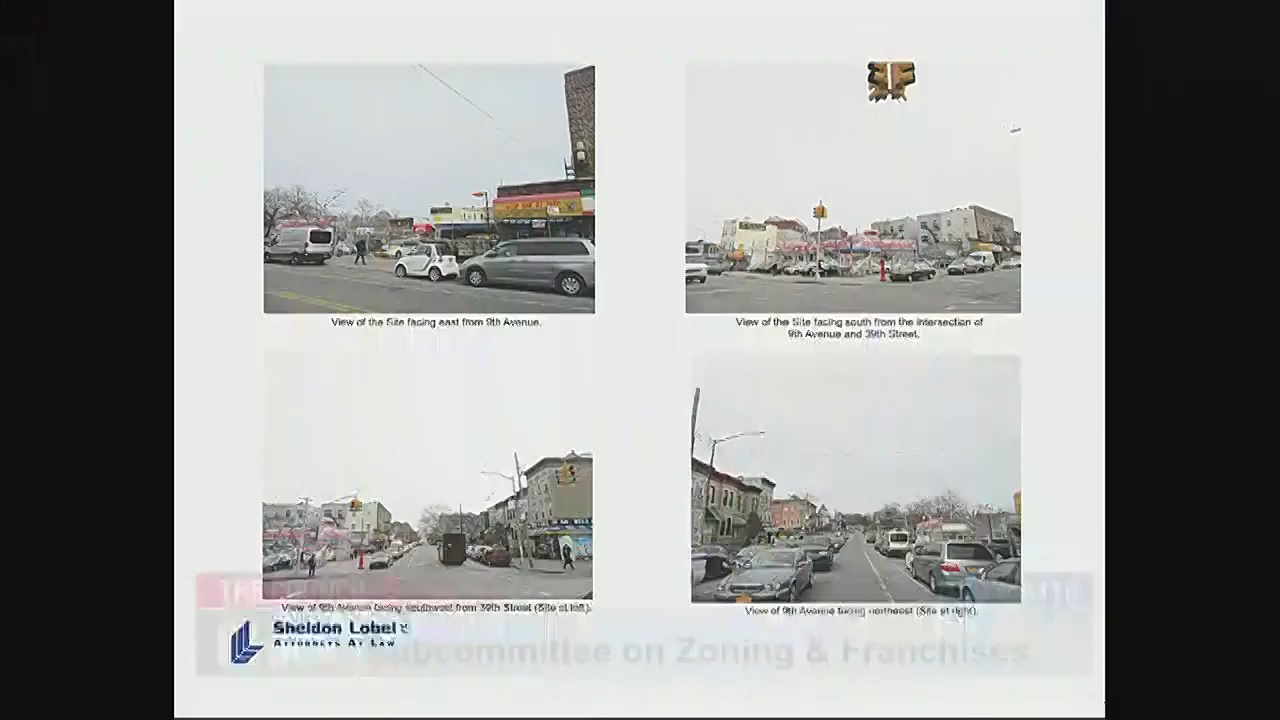 View of the Site facing east from 9th Avenue.
View of the Site facing south from the intersection of
9th Avenue and 39th Street.
View of 9th Avenue facing southwest from 39th Street (Site at left).
View of 9th Avenue facing northeast (Site at right).
Sheldon Lobel
Attorneys At Law
Subcommittee on Zoning & Franchises